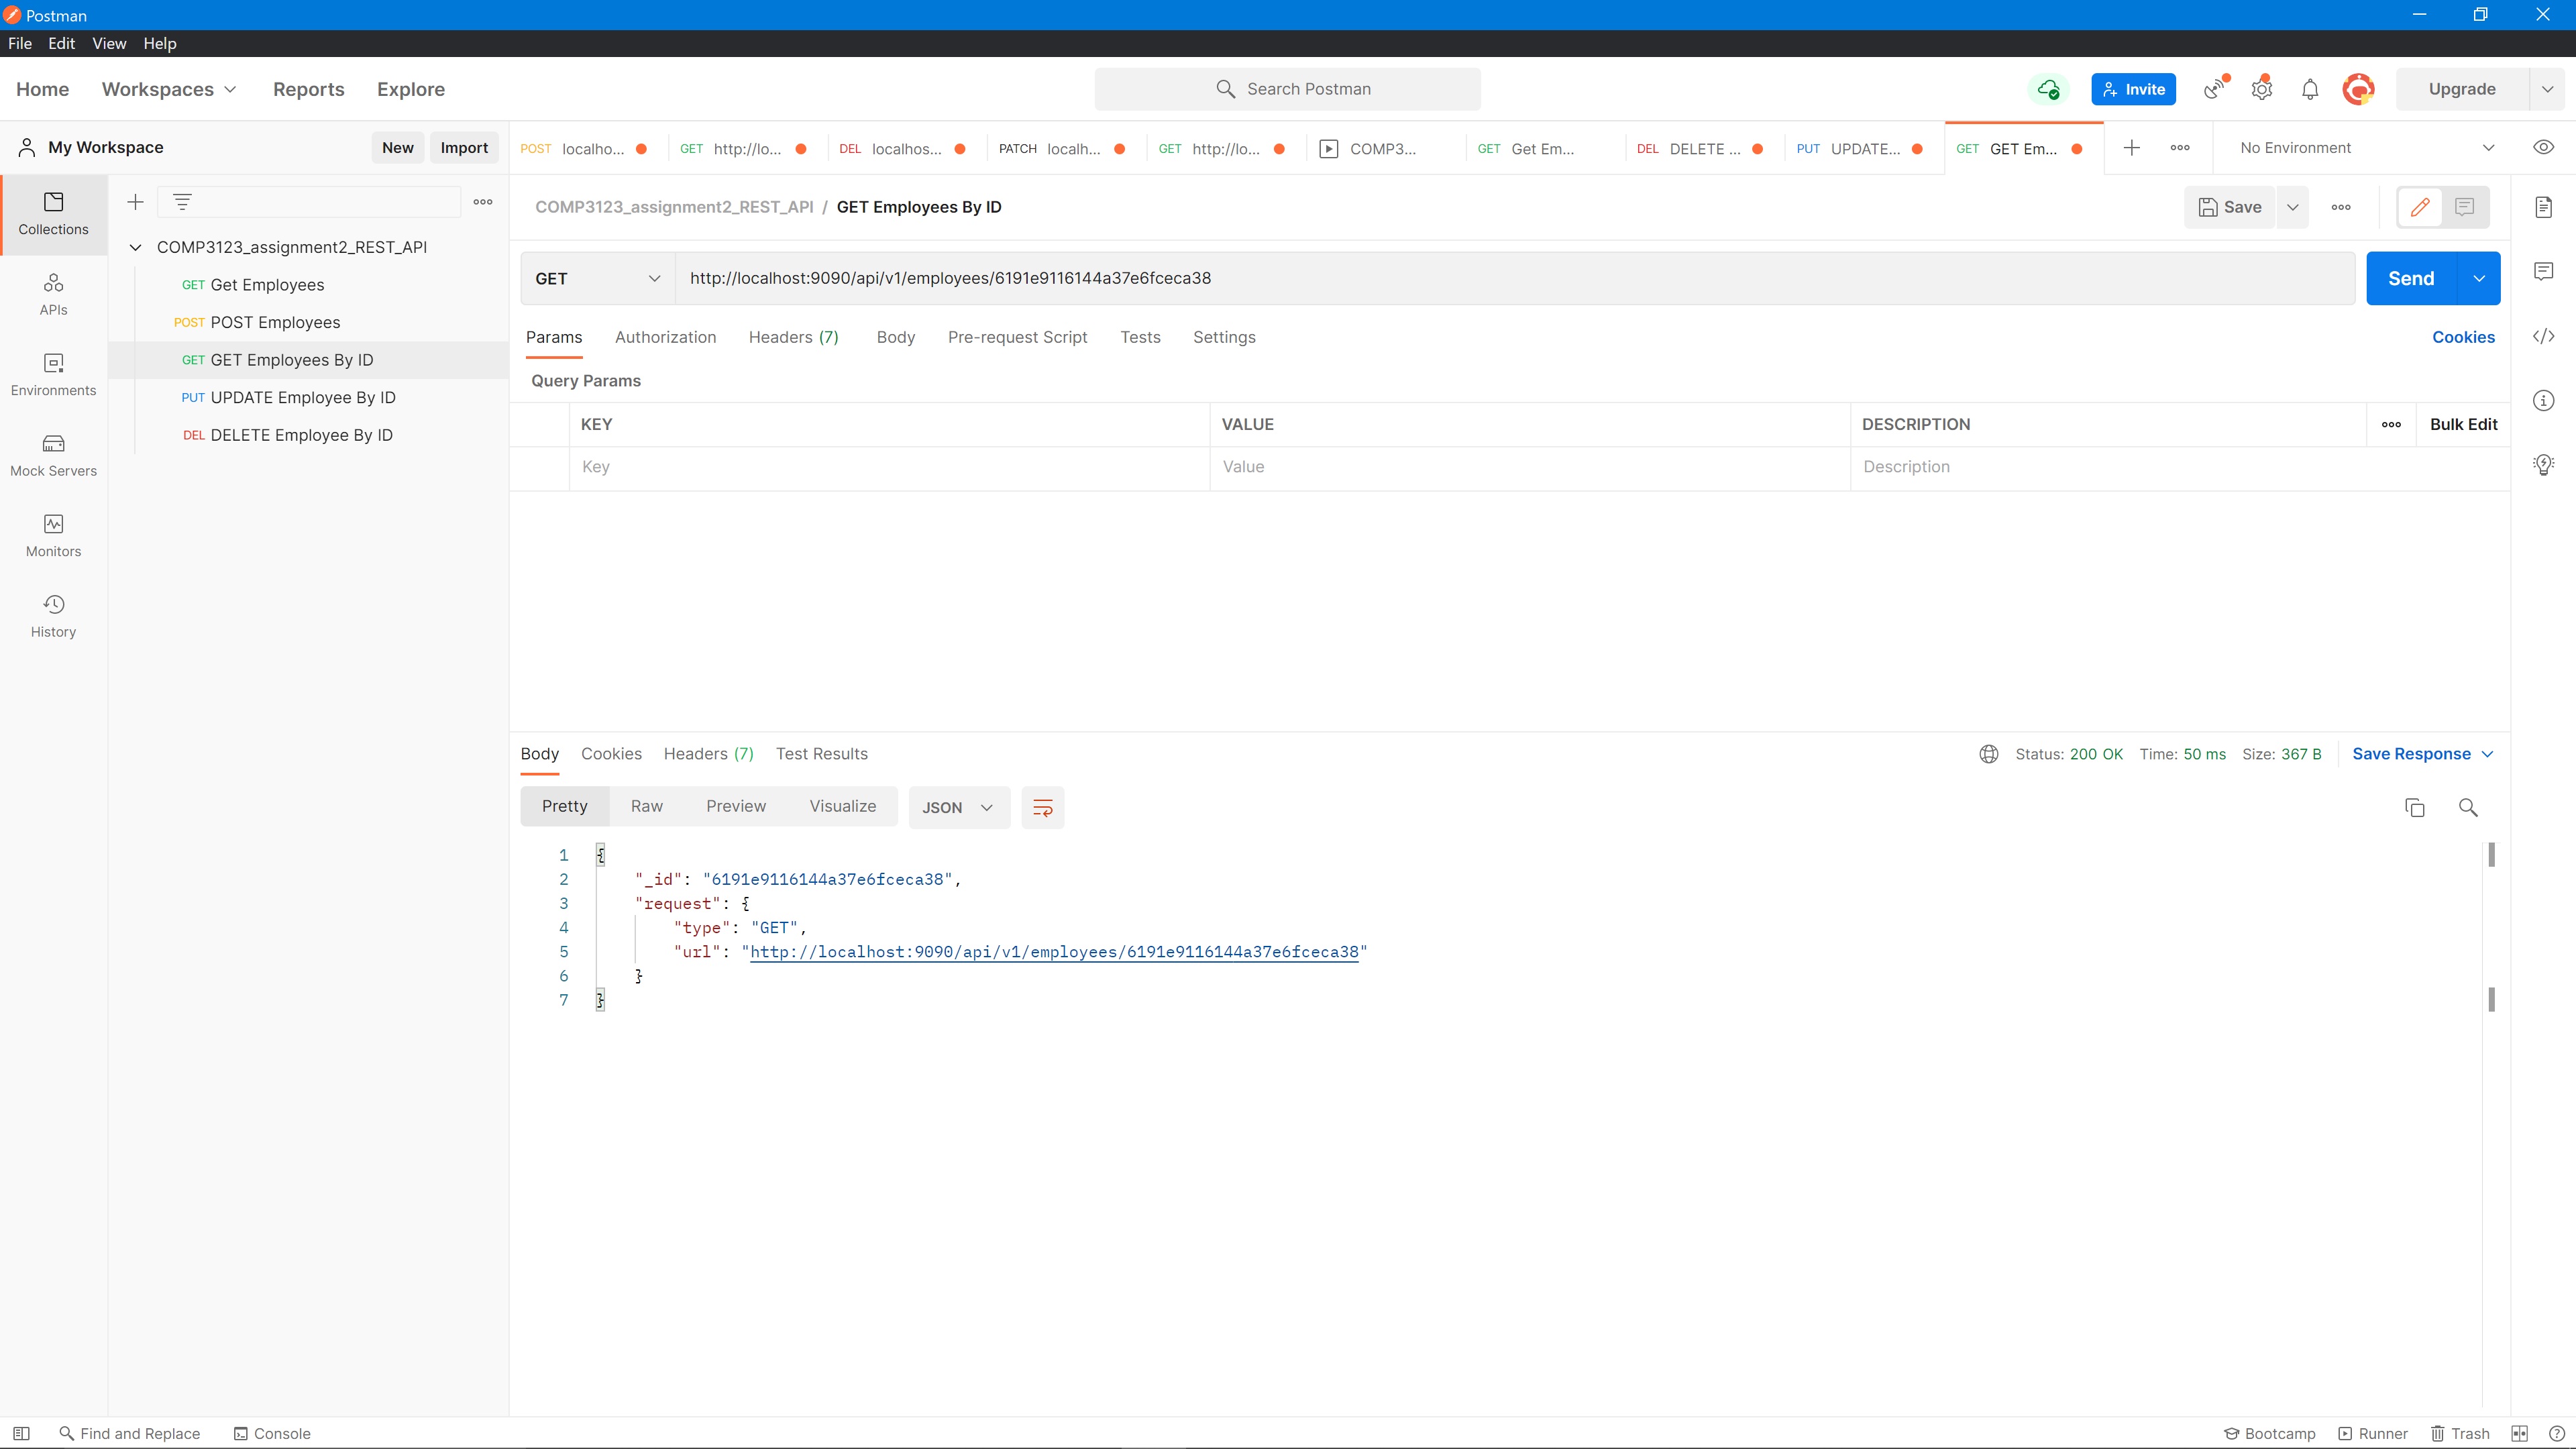 Postman
File Edit View Help
Home Workspaces Reports Explore Search Postman Invite Upgrade
My Workspace New Import POST localho... GET http://lo... DEL localhos... PATCH localh... GET http://lo... COMP3... GET Get Em... DEL DELETE ... PUT UPDATE... GET GET Em... No Environment
Collections
APIs
Environments
Mock Servers
Monitors
History
COMP3123_assignment2_REST_API
GET Get Employees
POST POST Employees
GET GET Employees By ID
PUT UPDATE Employee By ID
DEL DELETE Employee By ID
COMP3123_assignment2_REST_API / GET Employees By ID Save
GET http://localhost:9090/api/v1/employees/6191e9116144a37e6fceca38 Send
Params Authorization Headers (7) Body Pre-request Script Tests Settings Cookies
Query Params
KEY VALUE DESCRIPTION Bulk Edit
Key Value Description
Body Cookies Headers (7) Test Results Status: 200 OK Time: 50 ms Size: 367 B Save Response
Pretty Raw Preview Visualize JSON
1 {
2 "_id": "6191e9116144a37e6fceca38",
3 "request": {
4 "type": "GET",
5 "url": "http://localhost:9090/api/v1/employees/6191e9116144a37e6fceca38"
6 }
7 }
Find and Replace Console Bootcamp Runner Trash